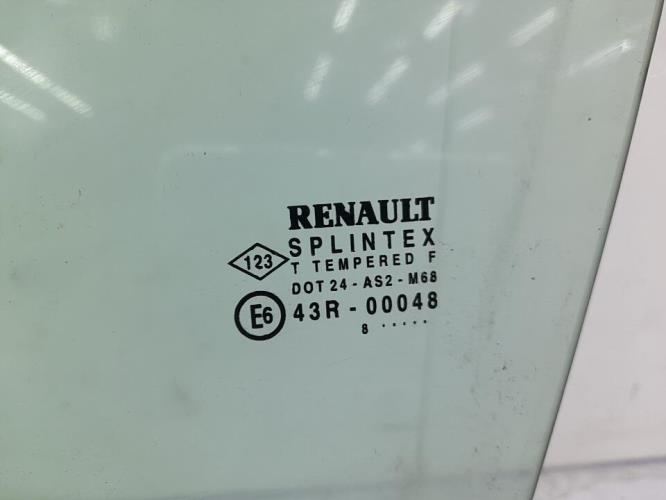 RENAULT
SPLINTEX
123
T TEMPERED F
DOT 24 - AS2 - M68
E6 43R - 00048
8 .....